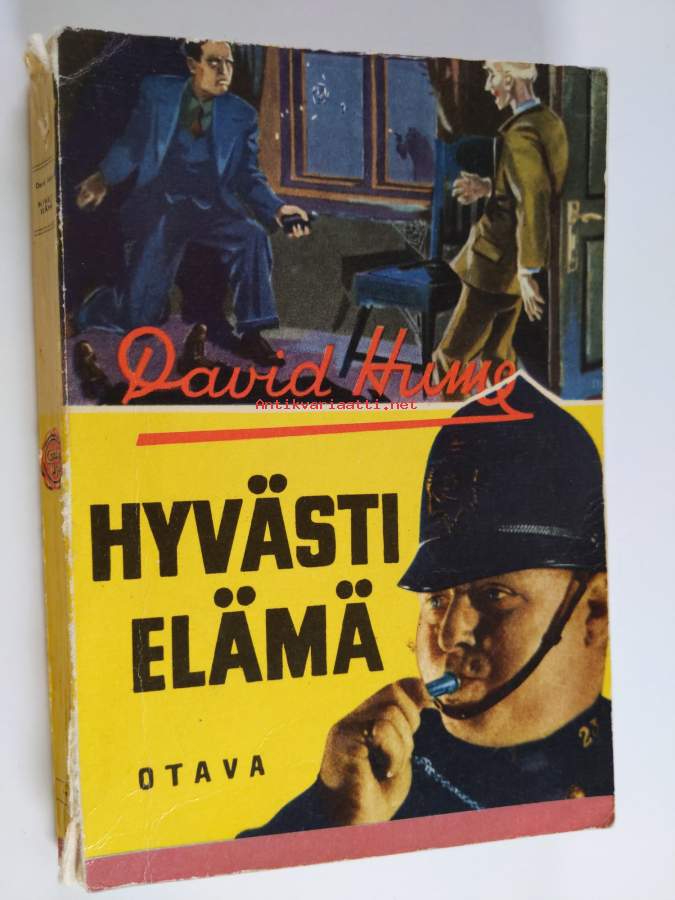 David Hume
Antikvariaatti.net
HYVÄSTI
ELÄMÄ
OTAVA